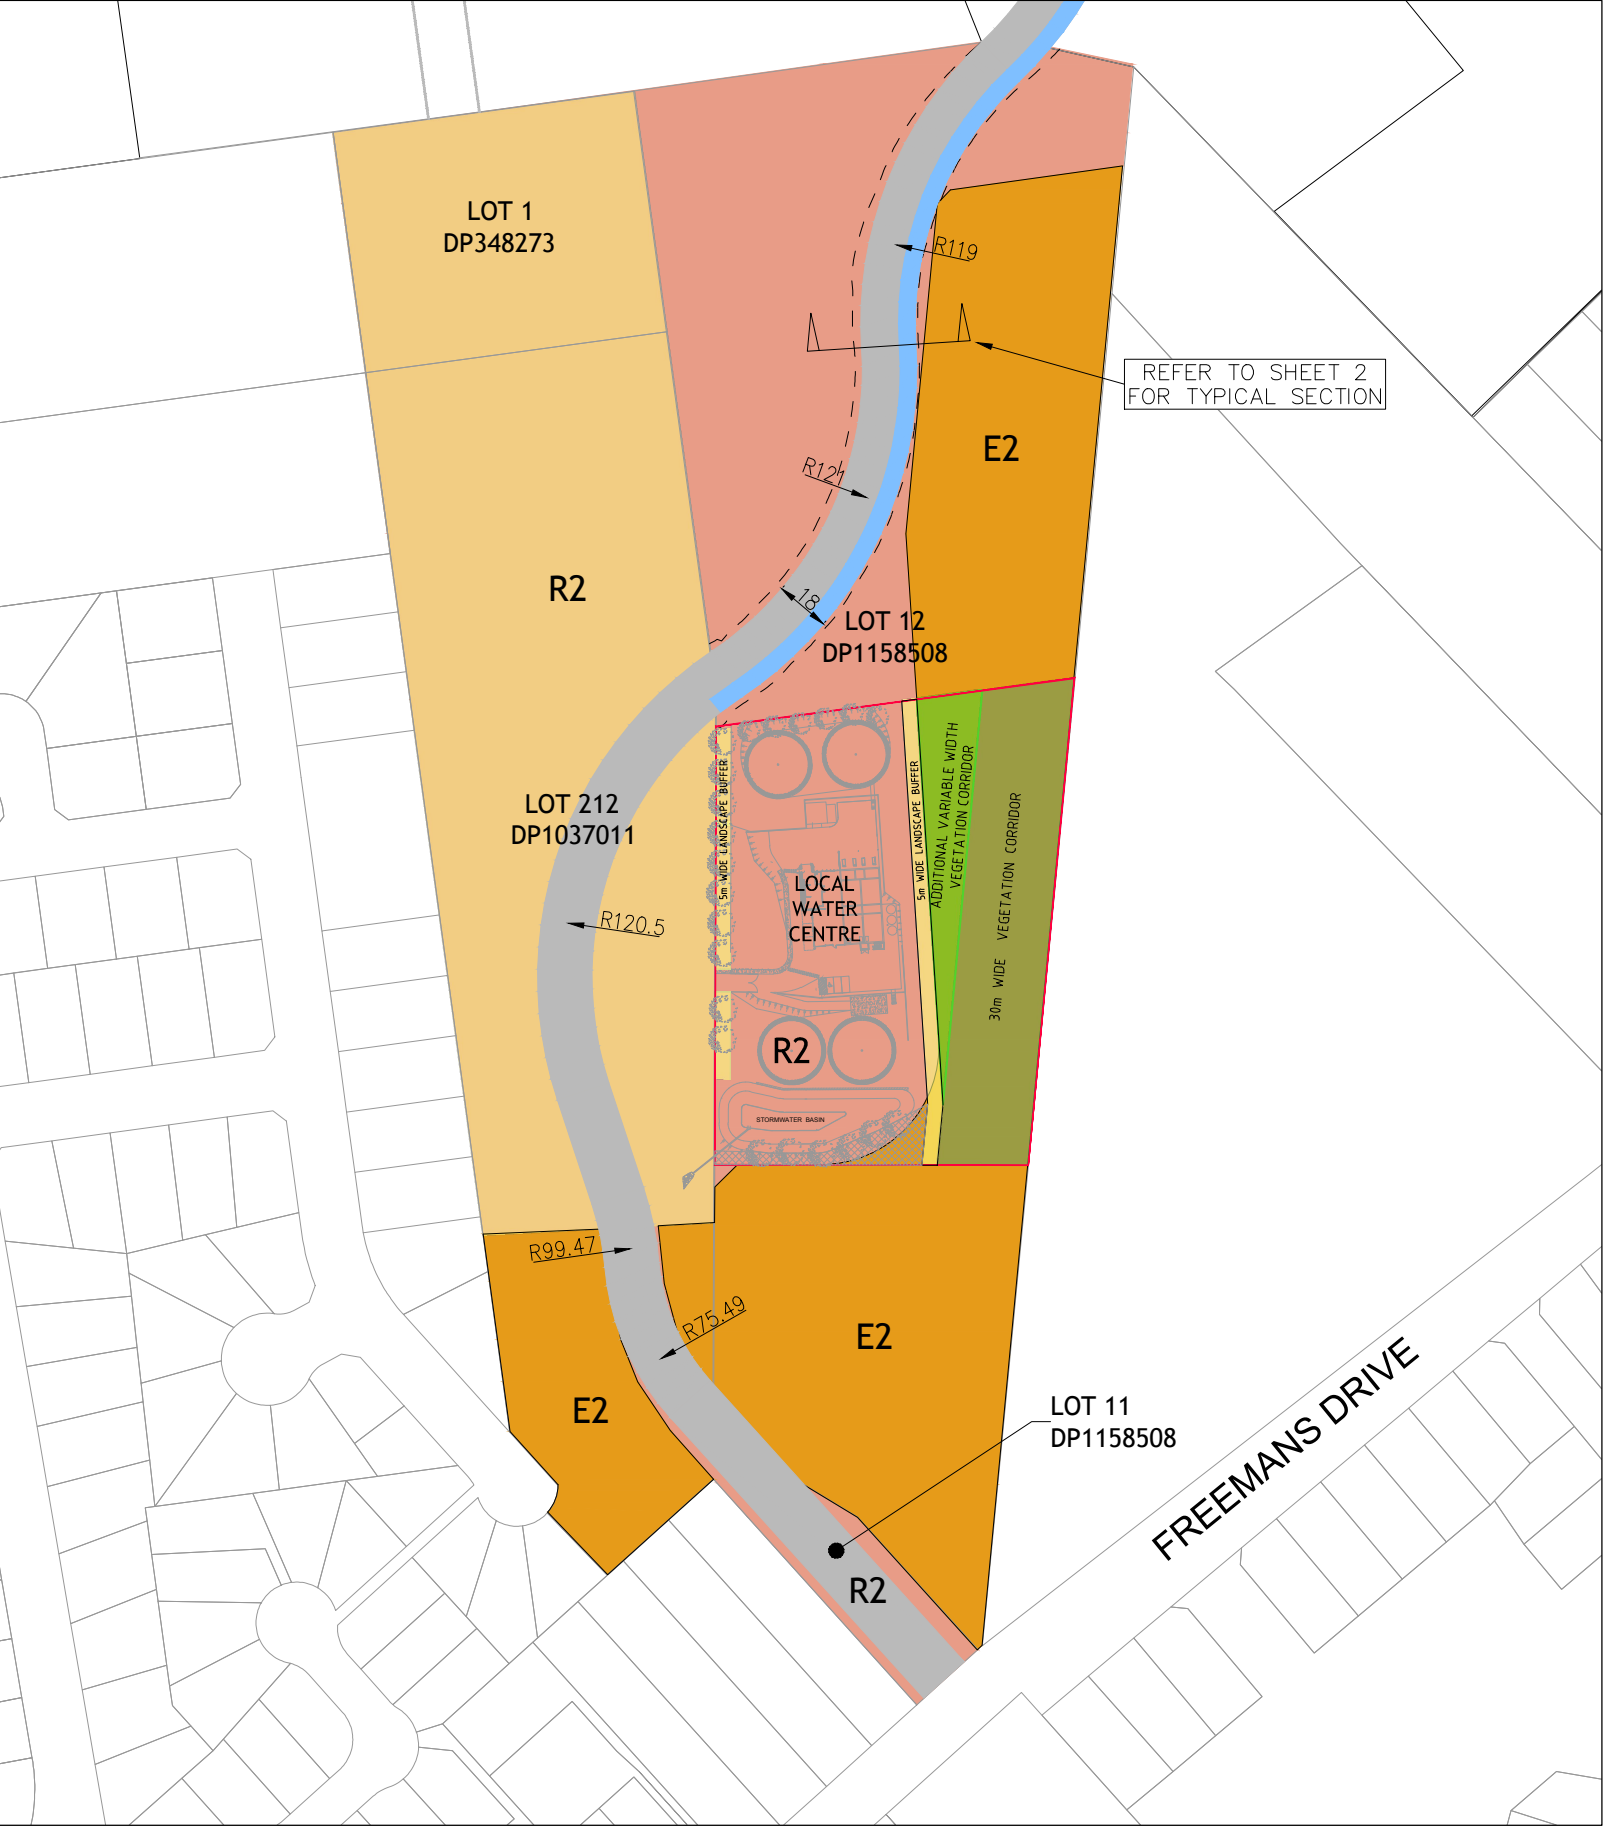 LOT 1
DP348273
R119
REFER TO SHEET 2
FOR TYPICAL SECTION
E2
R121
R2
18
LOT 12
DP1158508
5m WIDE LANDSCAPE BUFFER
5m WIDE LANDSCAPE BUFFER
ADDITIONAL VARIABLE WIDTH
VEGETATION CORRIDOR
30m WIDE VEGETATION CORRIDOR
LOT 212
DP1037011
LOCAL
WATER
CENTRE
R120.5
R2
STORMWATER BASIN
R99.47
R75.49
E2
E2
LOT 11
DP1158508
FREEMANS DRIVE
R2